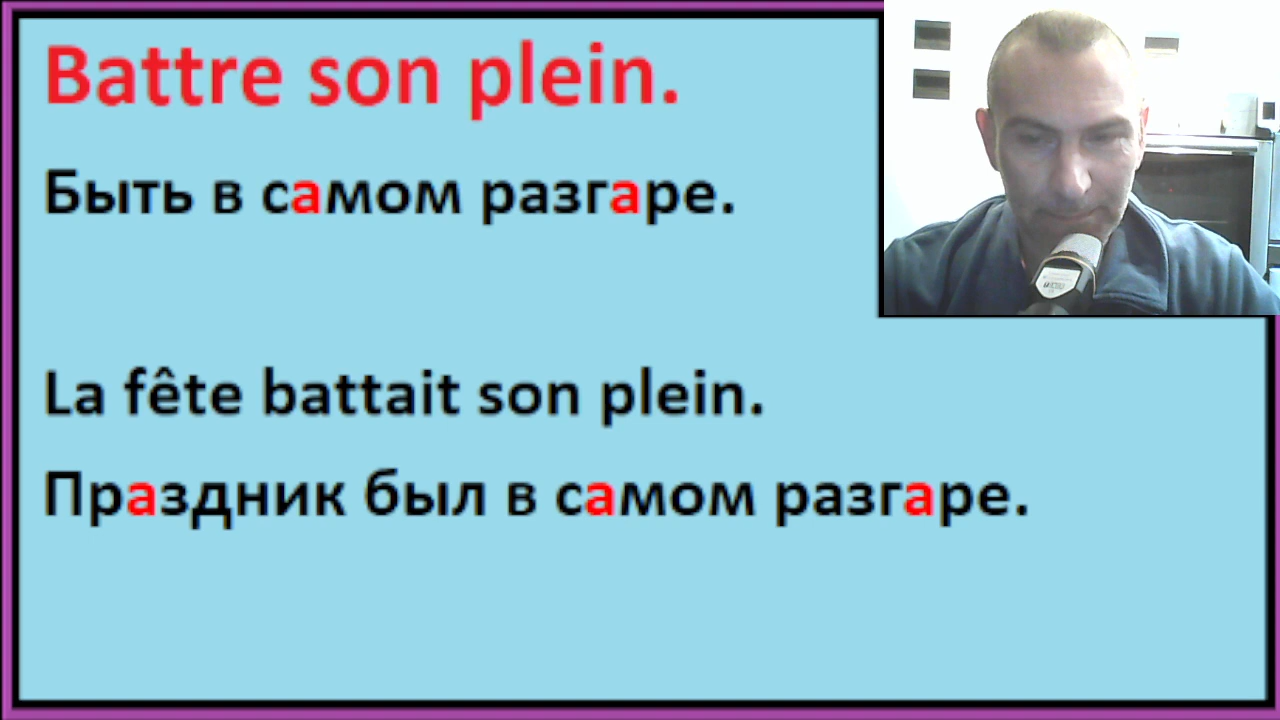 Battre son plein.
Быть в самом разгаре.
La fête battait son plein.
Праздник был в самом разгаре.